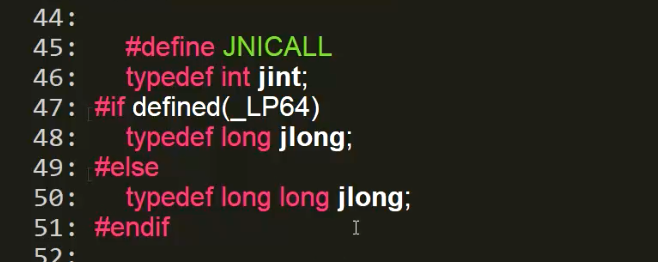 44:
45: #define JNICALL
46: typedef int jint;
47: #if defined(_LP64)
48: typedef long jlong;
49: #else
50: typedef long long jlong;
51: #endif
52: